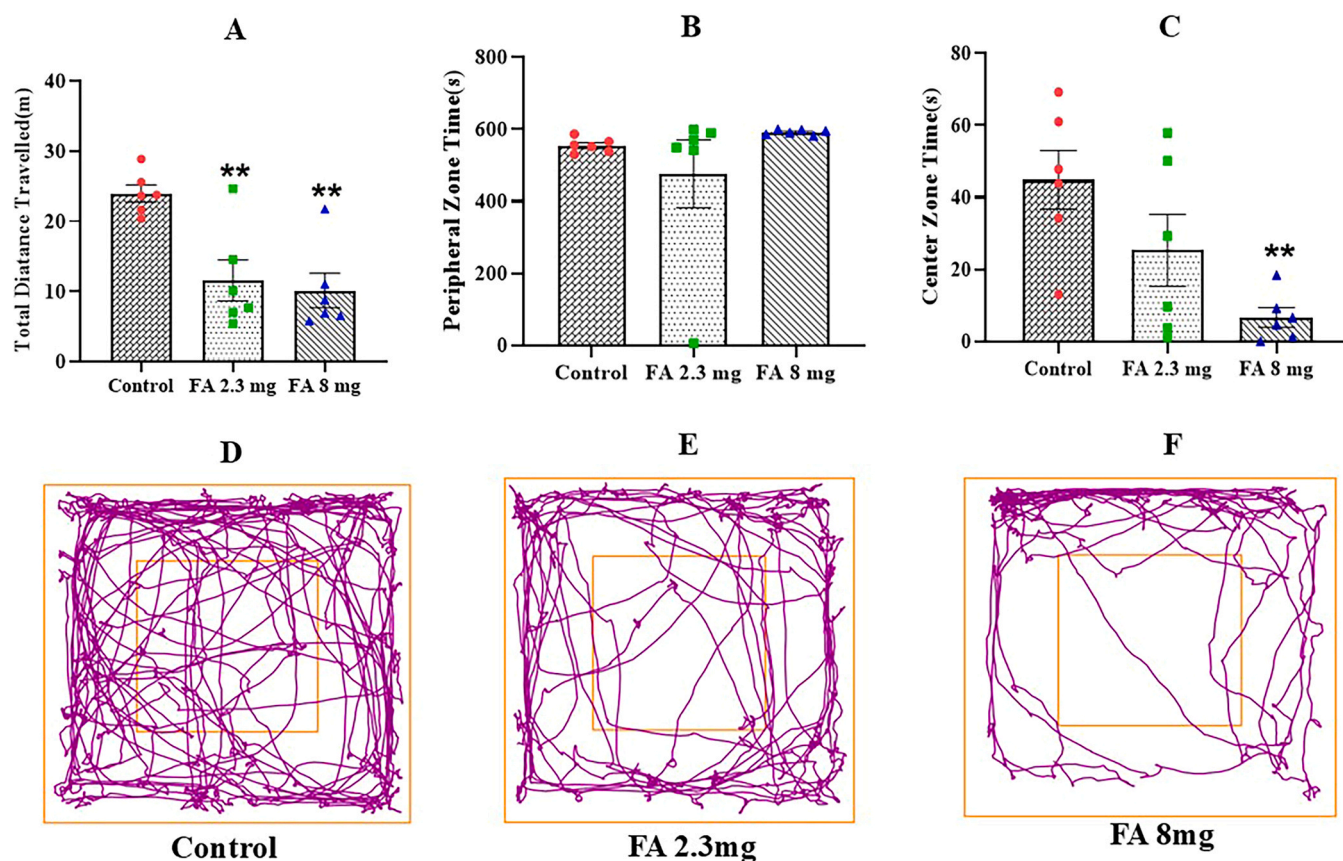 A
Total Diatance Travelled(m)
40
30
20
10
0
**
**
Control
FA 2.3 mg
FA 8 mg
B
Peripheral Zone Time(s)
800
600
400
200
0
Control
FA 2.3 mg
FA 8 mg
C
Center Zone Time(s)
80
60
40
20
0
**
Control
FA 2.3 mg
FA 8 mg
D
Control
E
FA 2.3mg
F
FA 8mg